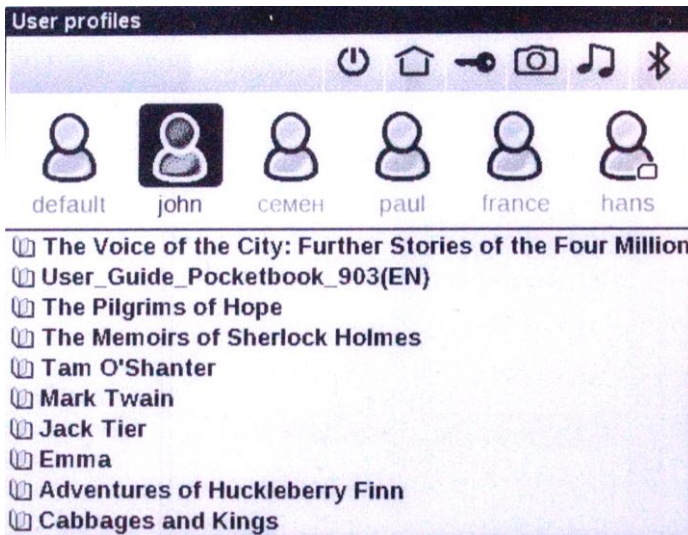 User profiles
default john семен paul france hans
The Voice of the City: Further Stories of the Four Million
User_Guide_Pocketbook_903(EN)
The Pilgrims of Hope
The Memoirs of Sherlock Holmes
Tam O'Shanter
Mark Twain
Jack Tier
Emma
Adventures of Huckleberry Finn
Cabbages and Kings